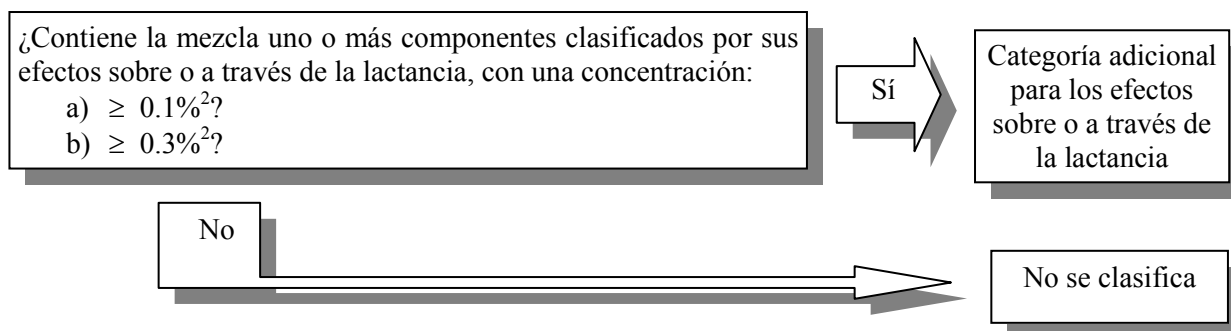 ¿Contiene la mezcla uno o más componentes clasificados por sus
efectos sobre o a través de la lactancia, con una concentración:
a) ≥ 0.1%²?
b) ≥ 0.3%²?
Sí
Categoría adicional
para los efectos
sobre o a través de
la lactancia
No
No se clasifica